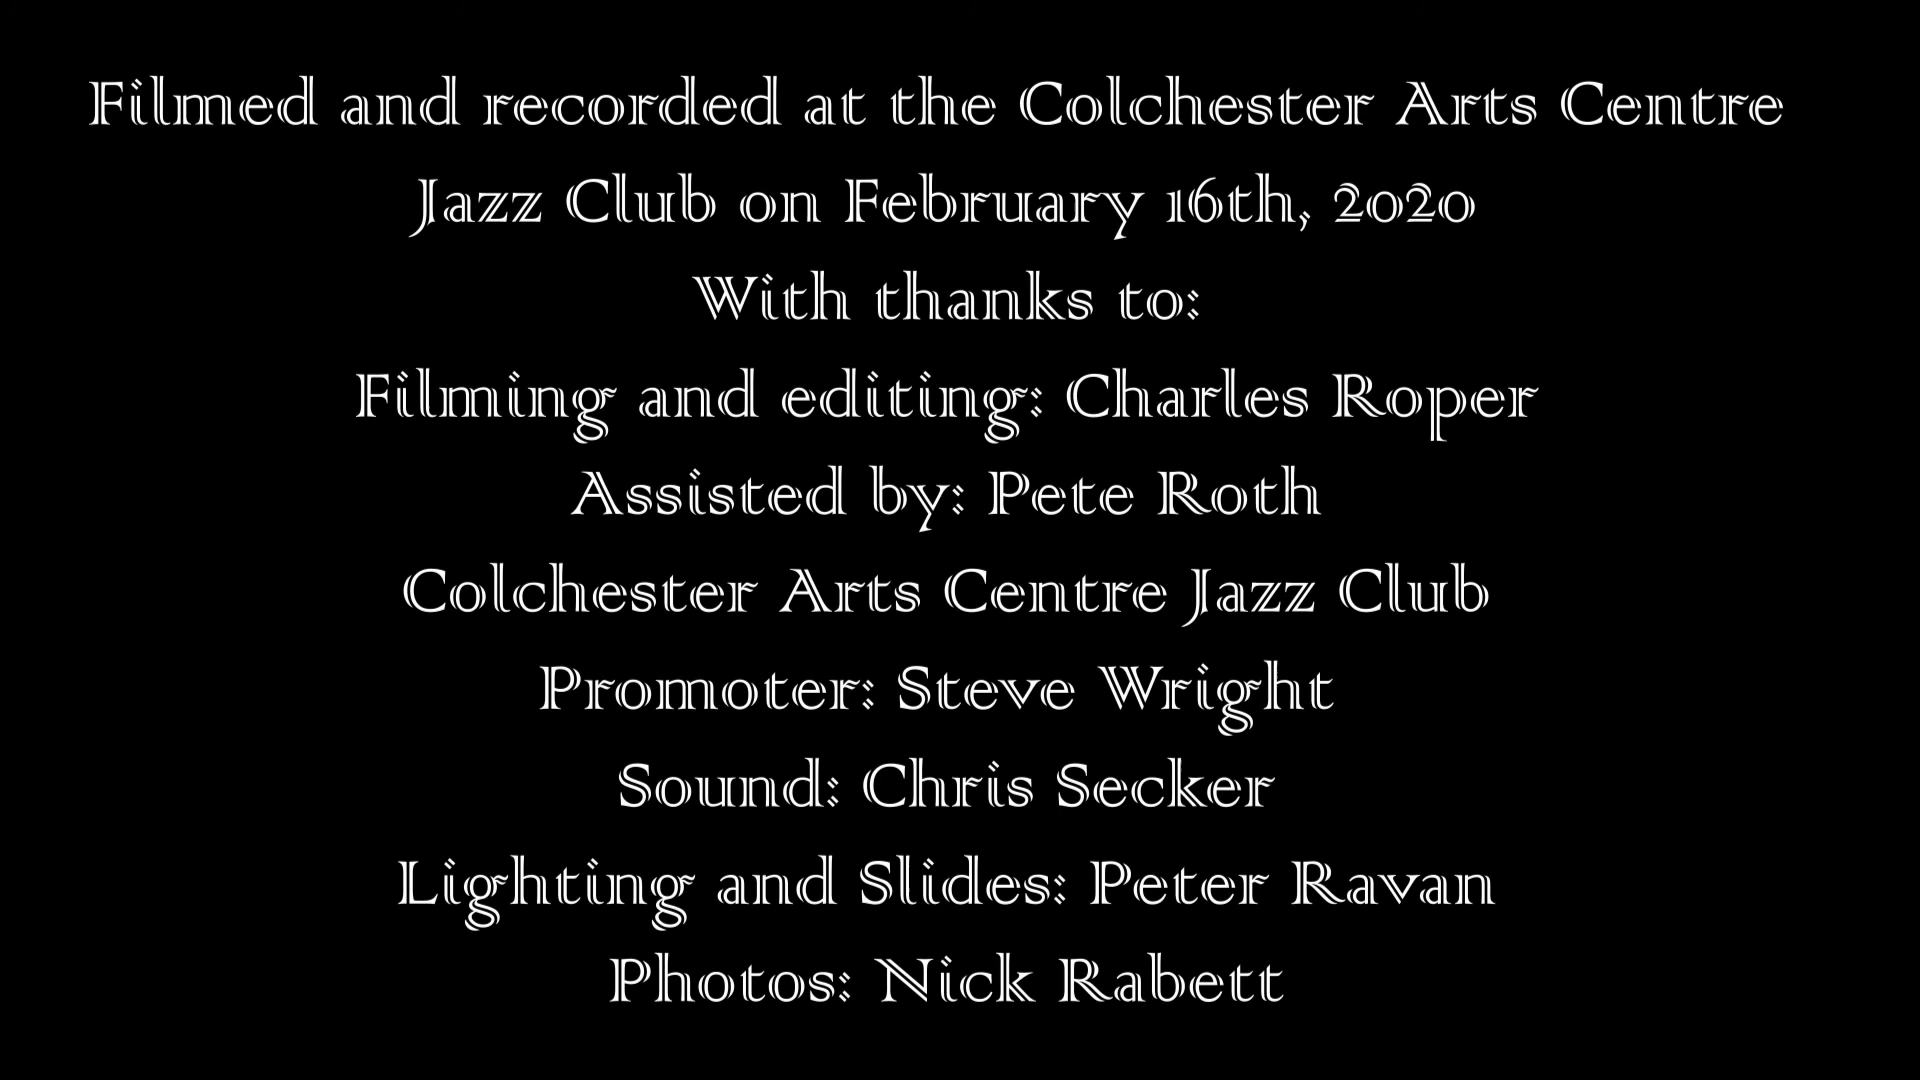 Filmed and recorded at the Colchester Arts Centre
Jazz Club on February 16th, 2020
With thanks to:
Filming and editing: Charles Roper
Assisted by: Pete Roth
Colchester Arts Centre Jazz Club
Promoter: Steve Wright
Sound: Chris Secker
Lighting and Slides: Peter Ravan
Photos: Nick Rabett